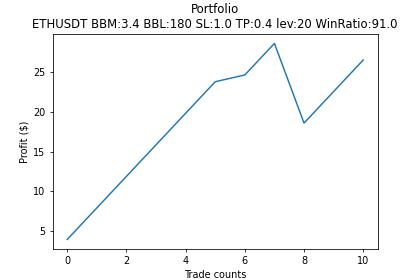 Portfolio
ETHUSDT BBM:3.4 BBL:180 SL:1.0 TP:0.4 lev:20 WinRatio:91.0
Profit ($)
25
20
15
10
5
0 2 4 6 8 10
Trade counts